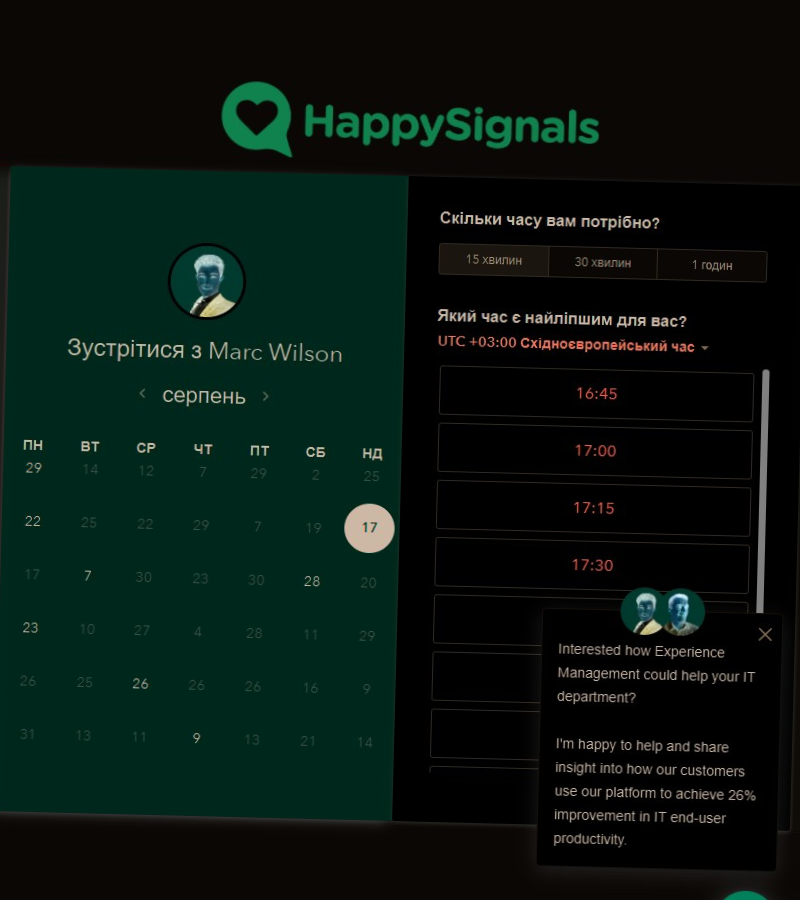 HappySignals
Зустрітися з Marc Wilson
серпень
ПН ВТ СР ЧТ ПТ СБ НД
29 14 12 7 29 2 25
22 25 22 29 7 19 17
17 7 30 23 30 28 20
23 10 27 4 28 11 29
26 25 26 26 26 16 9
31 13 11 9 13 21 14
Скільки часу вам потрібно?
15 хвилин 30 хвилин 1 годин
Який час є найліпшим для вас?
UTC +03:00 Східноєвропейський час
16:45
17:00
17:15
17:30
Interested how Experience
Management could help your IT
department?
I'm happy to help and share
insight into how our customers
use our platform to achieve 26%
improvement in IT end-user
productivity.